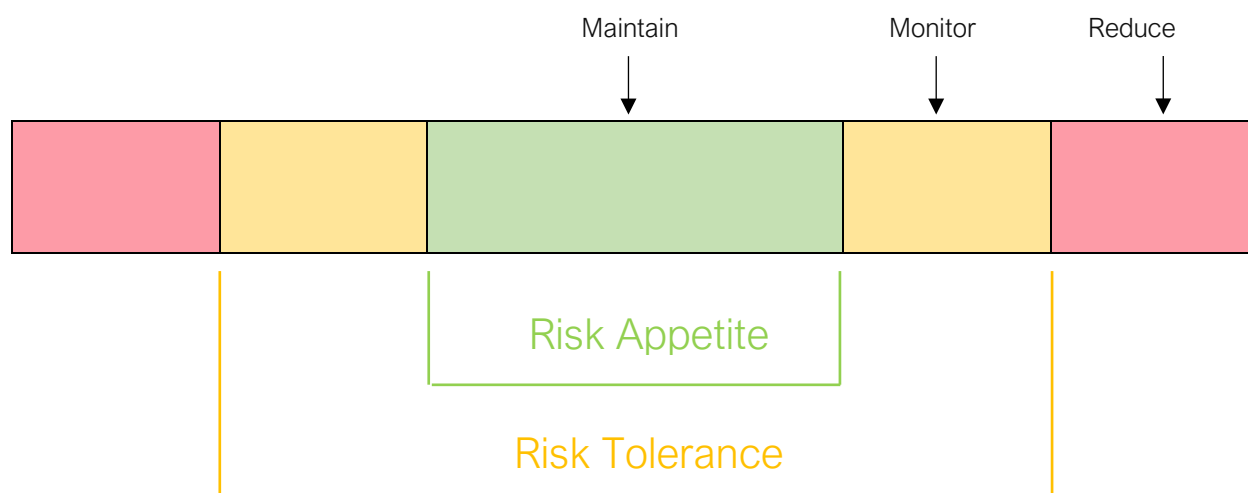 Maintain
Monitor
Reduce
Risk Appetite
Risk Tolerance